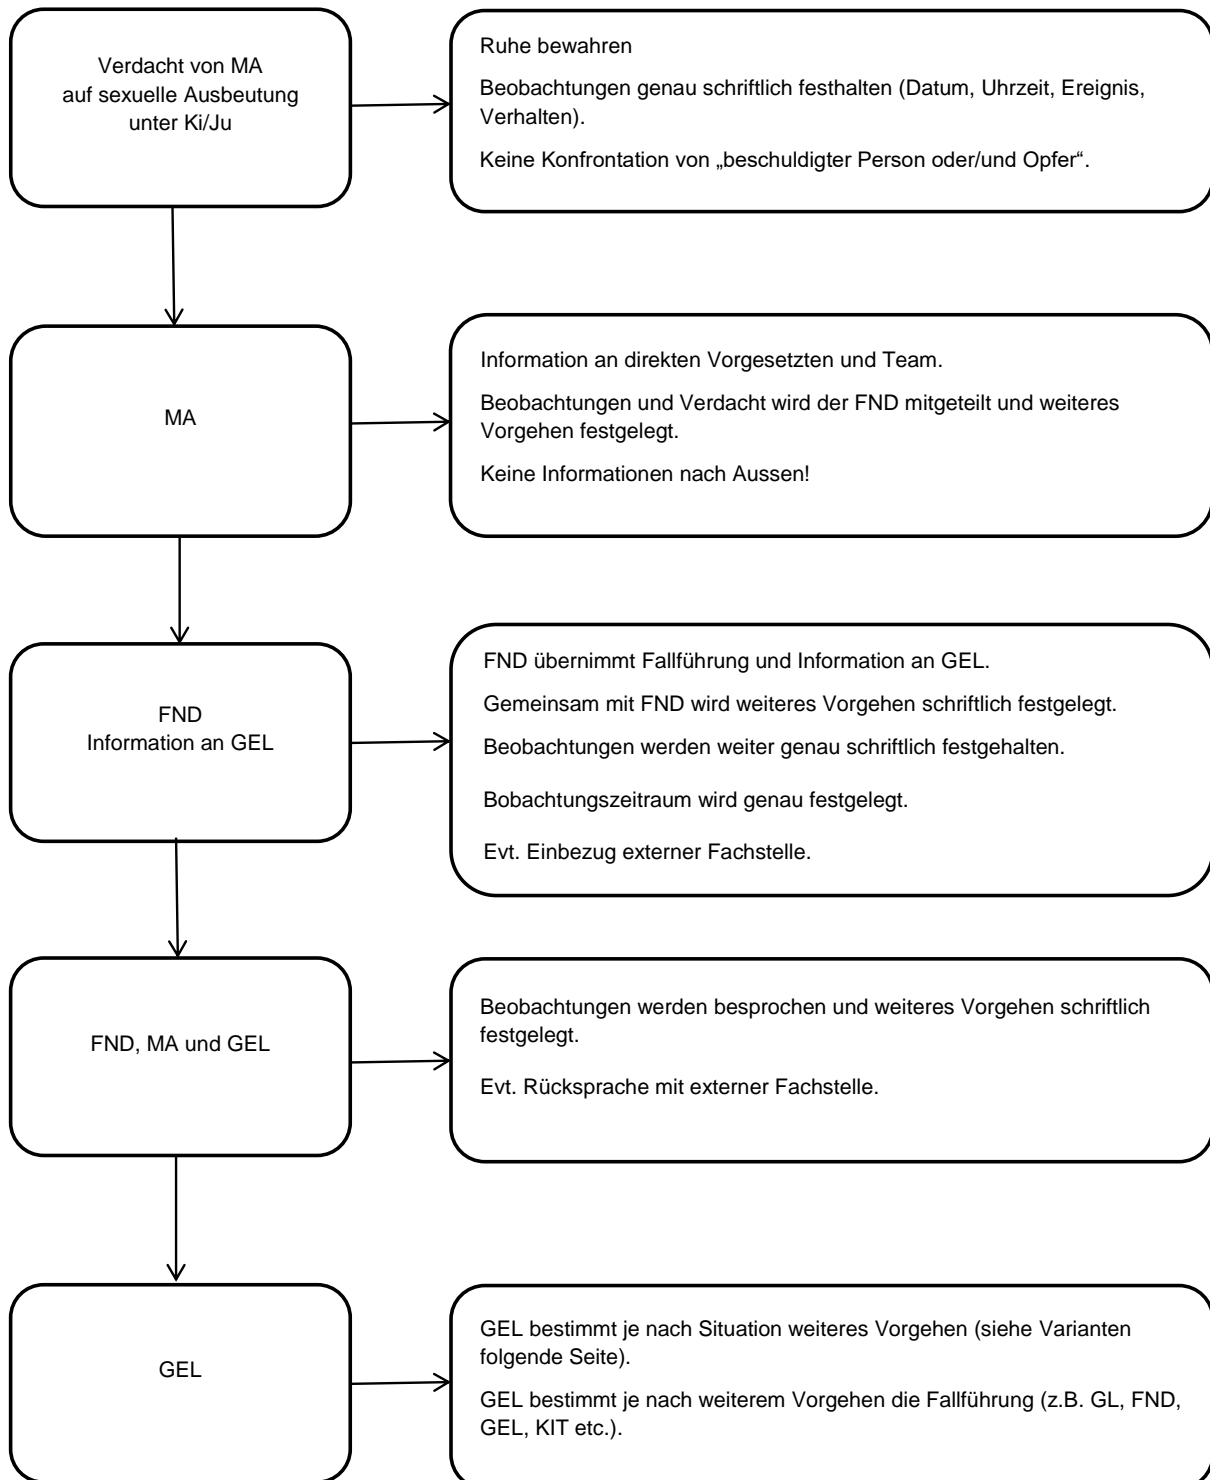 Verdacht von MA
auf sexuelle Ausbeutung
unter Ki/Ju
Ruhe bewahren
Beobachtungen genau schriftlich festhalten (Datum, Uhrzeit, Ereignis,
Verhalten).
Keine Konfrontation von „beschuldigter Person oder/und Opfer“.
MA
Information an direkten Vorgesetzten und Team.
Beobachtungen und Verdacht wird der FND mitgeteilt und weiteres
Vorgehen festgelegt.
Keine Informationen nach Aussen!
FND
Information an GEL
FND übernimmt Fallführung und Information an GEL.
Gemeinsam mit FND wird weiteres Vorgehen schriftlich festgelegt.
Beobachtungen werden weiter genau schriftlich festgehalten.
Bobachtungszeitraum wird genau festgelegt.
Evt. Einbezug externer Fachstelle.
FND, MA und GEL
Beobachtungen werden besprochen und weiteres Vorgehen schriftlich
festgelegt.
Evt. Rücksprache mit externer Fachstelle.
GEL
GEL bestimmt je nach Situation weiteres Vorgehen (siehe Varianten
folgende Seite).
GEL bestimmt je nach weiterem Vorgehen die Fallführung (z.B. GL, FND,
GEL, KIT etc.).